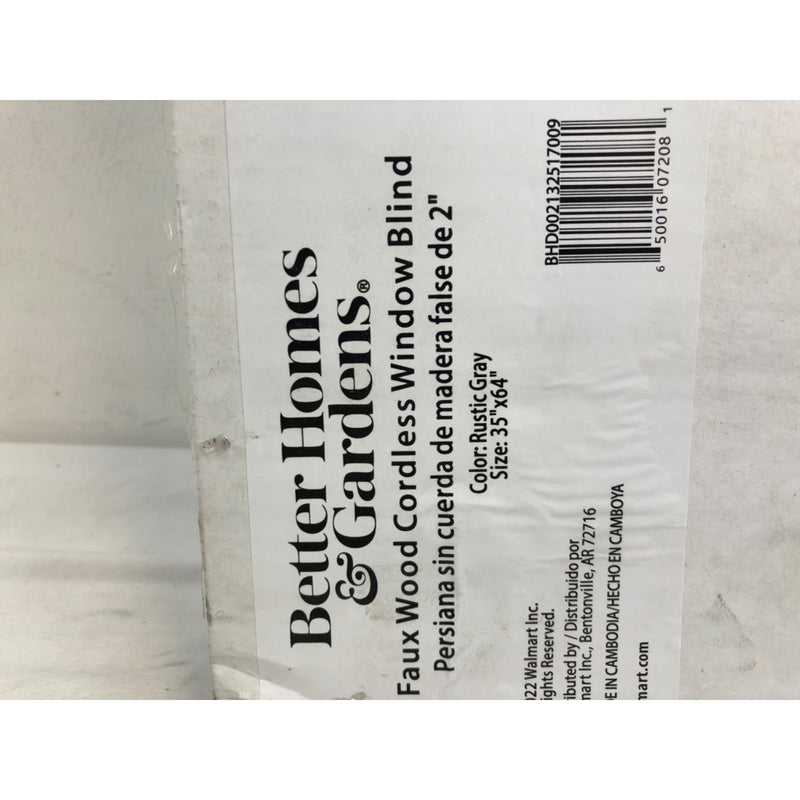 Better Homes
& Gardens®
Faux Wood Cordless Window Blind
Persiana sin cuerda de madera false de 2"
Color: Rustic Gray
Size: 35"x64"
BHD002132517009
6 50016 07208 1
022 Walmart Inc.
ights Reserved.
ibuted by / Distribuido por
mart Inc., Bentonville, AR 72716
E IN CAMBODIA/HECHO EN CAMBOYA
mart.com